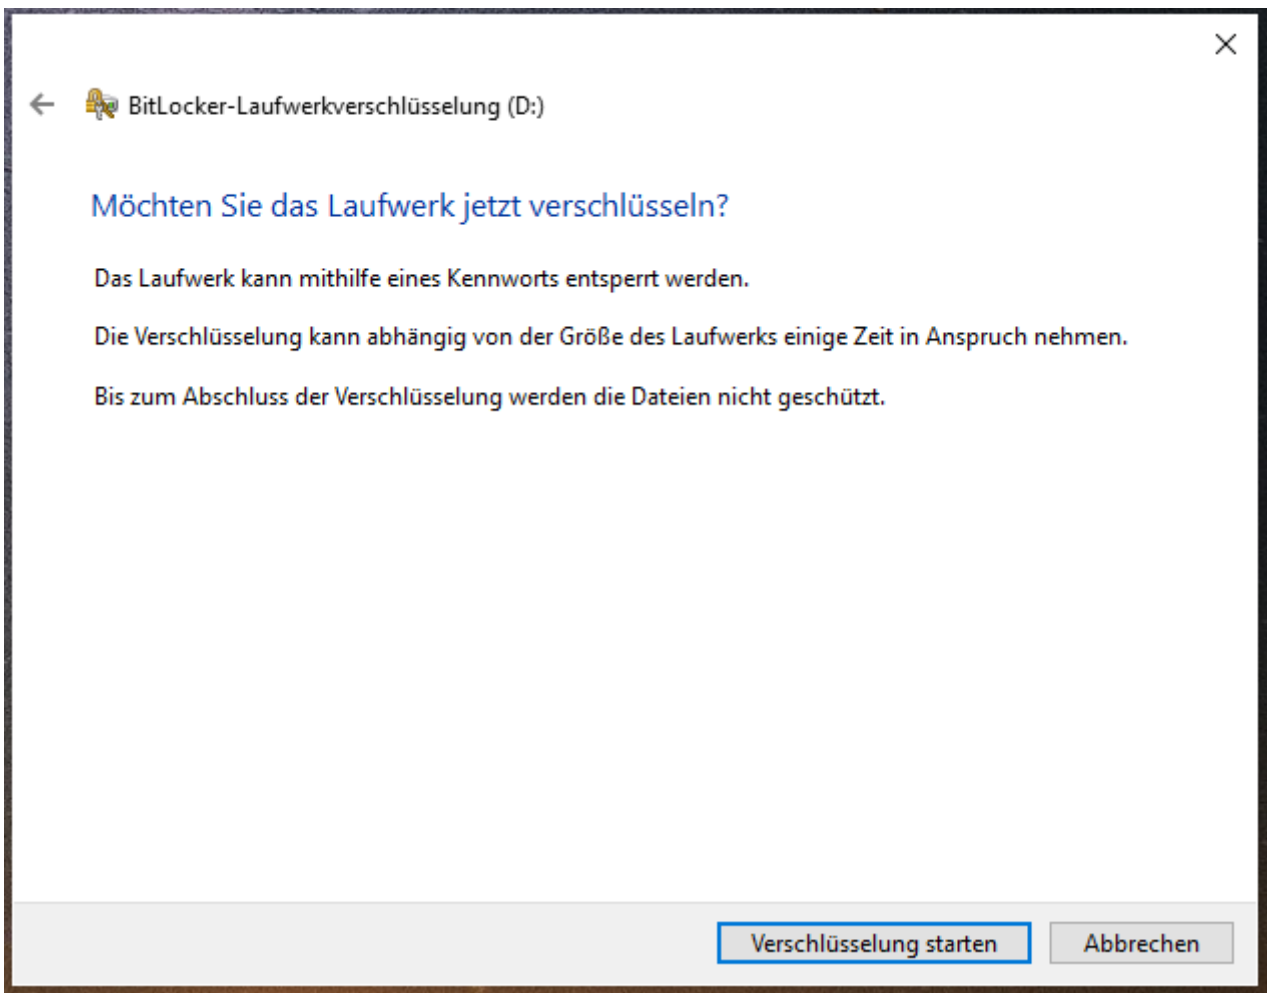 BitLocker-Laufwerkverschlüsselung (D:)
Möchten Sie das Laufwerk jetzt verschlüsseln?
Das Laufwerk kann mithilfe eines Kennworts entsperrt werden.
Die Verschlüsselung kann abhängig von der Größe des Laufwerks einige Zeit in Anspruch nehmen.
Bis zum Abschluss der Verschlüsselung werden die Dateien nicht geschützt.
Verschlüsselung starten
Abbrechen